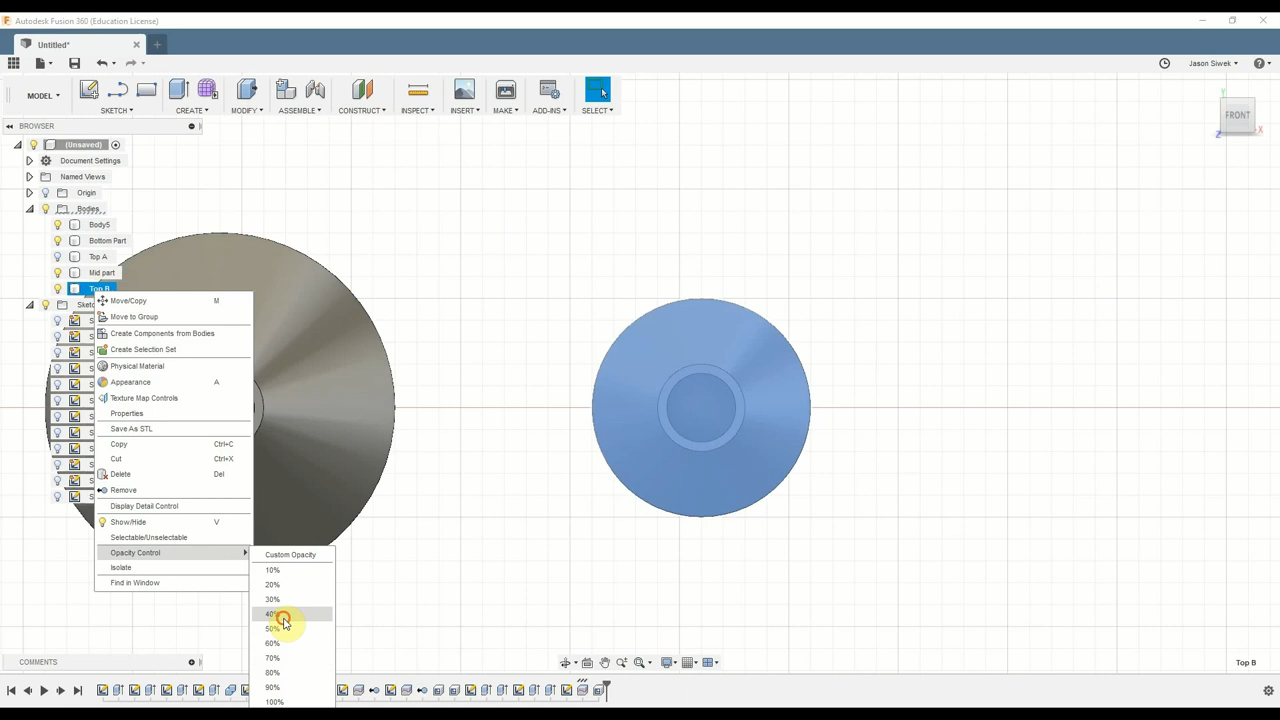 Autodesk Fusion 360 (Education License)
Untitled*
Jason Siwek
MODEL
SKETCH
CREATE
MODIFY
ASSEMBLE
CONSTRUCT
INSPECT
INSERT
MAKE
ADD-INS
SELECT
BROWSER
Y
FRONT
Z
X
(Unsaved)
Document Settings
Named Views
Origin
Bodies
Body5
Bottom Part
Top A
Mid part
Top B
Move/Copy M
Move to Group
Create Components from Bodies
Create Selection Set
Physical Material
Appearance A
Texture Map Controls
Properties
Save As STL
Copy Ctrl+C
Cut Ctrl+X
Delete Del
Remove
Display Detail Control
Show/Hide V
Selectable/Unselectable
Opacity Control
Isolate
Find in Window
Custom Opacity
10%
20%
30%
40%
50%
60%
70%
80%
90%
100%
COMMENTS
Top B